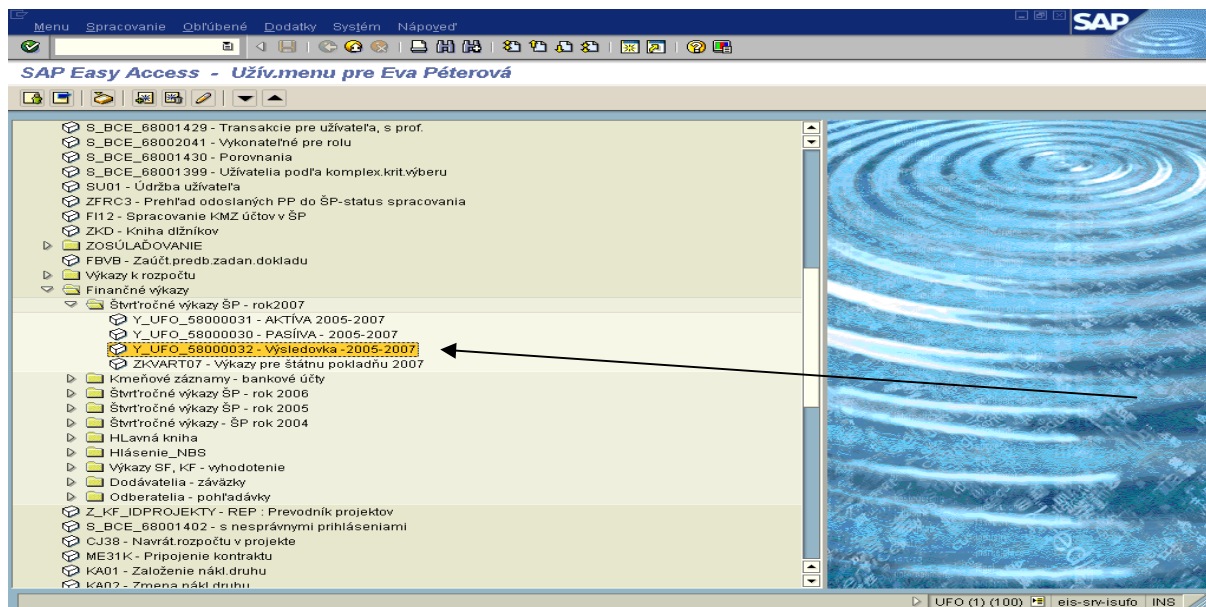 Menu Spracovanie Obľúbené Dodatky Systém Nápoveď
SAP
SAP Easy Access - Užív.menu pre Eva Péterová
S_BCE_68001429 - Transakcie pre užívateľa, s prof.
S_BCE_68002041 - Vykonateľné pre rolu
S_BCE_68001430 - Porovnania
S_BCE_68001399 - Užívatelia podľa komplex.krit.výberu
SU01 - Údržba užívateľa
ZFRC3 - Prehľad odoslaných PP do ŠP-status spracovania
FI12 - Spracovanie KMZ účtov v ŠP
ZKD - Kniha dlžníkov
ZOSÚLAĎOVANIE
FBVB - Zaúčt.predb.zadan.dokladu
Výkazy k rozpočtu
Finančné výkazy
Štvrťročné výkazy ŠP - rok2007
Y_UFO_58000031 - AKTÍVA 2005-2007
Y_UFO_58000030 - PASÍIVA - 2005-2007
Y_UFO_58000032 - Výsledovka -2005-2007
ZKVART07 - Výkazy pre štátnu pokladňu 2007
Kmeňové záznamy - bankové účty
Štvrťročné výkazy ŠP - rok 2006
Štvrťročné výkazy ŠP - rok 2005
Štvrťročné výkazy - ŠP rok 2004
HLavná kniha
Hlásenie_NBS
Výkazy SF, KF - vyhodotenie
Dodávatelia - záväzky
Odberatelia - pohľadávky
Z_KF_IDPROJEKTY - REP : Prevodník projektov
S_BCE_68001402 - s nesprávnymi prihláseniami
CJ38 - Navrát.rozpočtu v projekte
ME31K - Pripojenie kontraktu
KA01 - Založenie nákl.druhu
KA02 - Zmena nákl.druhu
UFO (1) (100) eis-srv-isufo INS